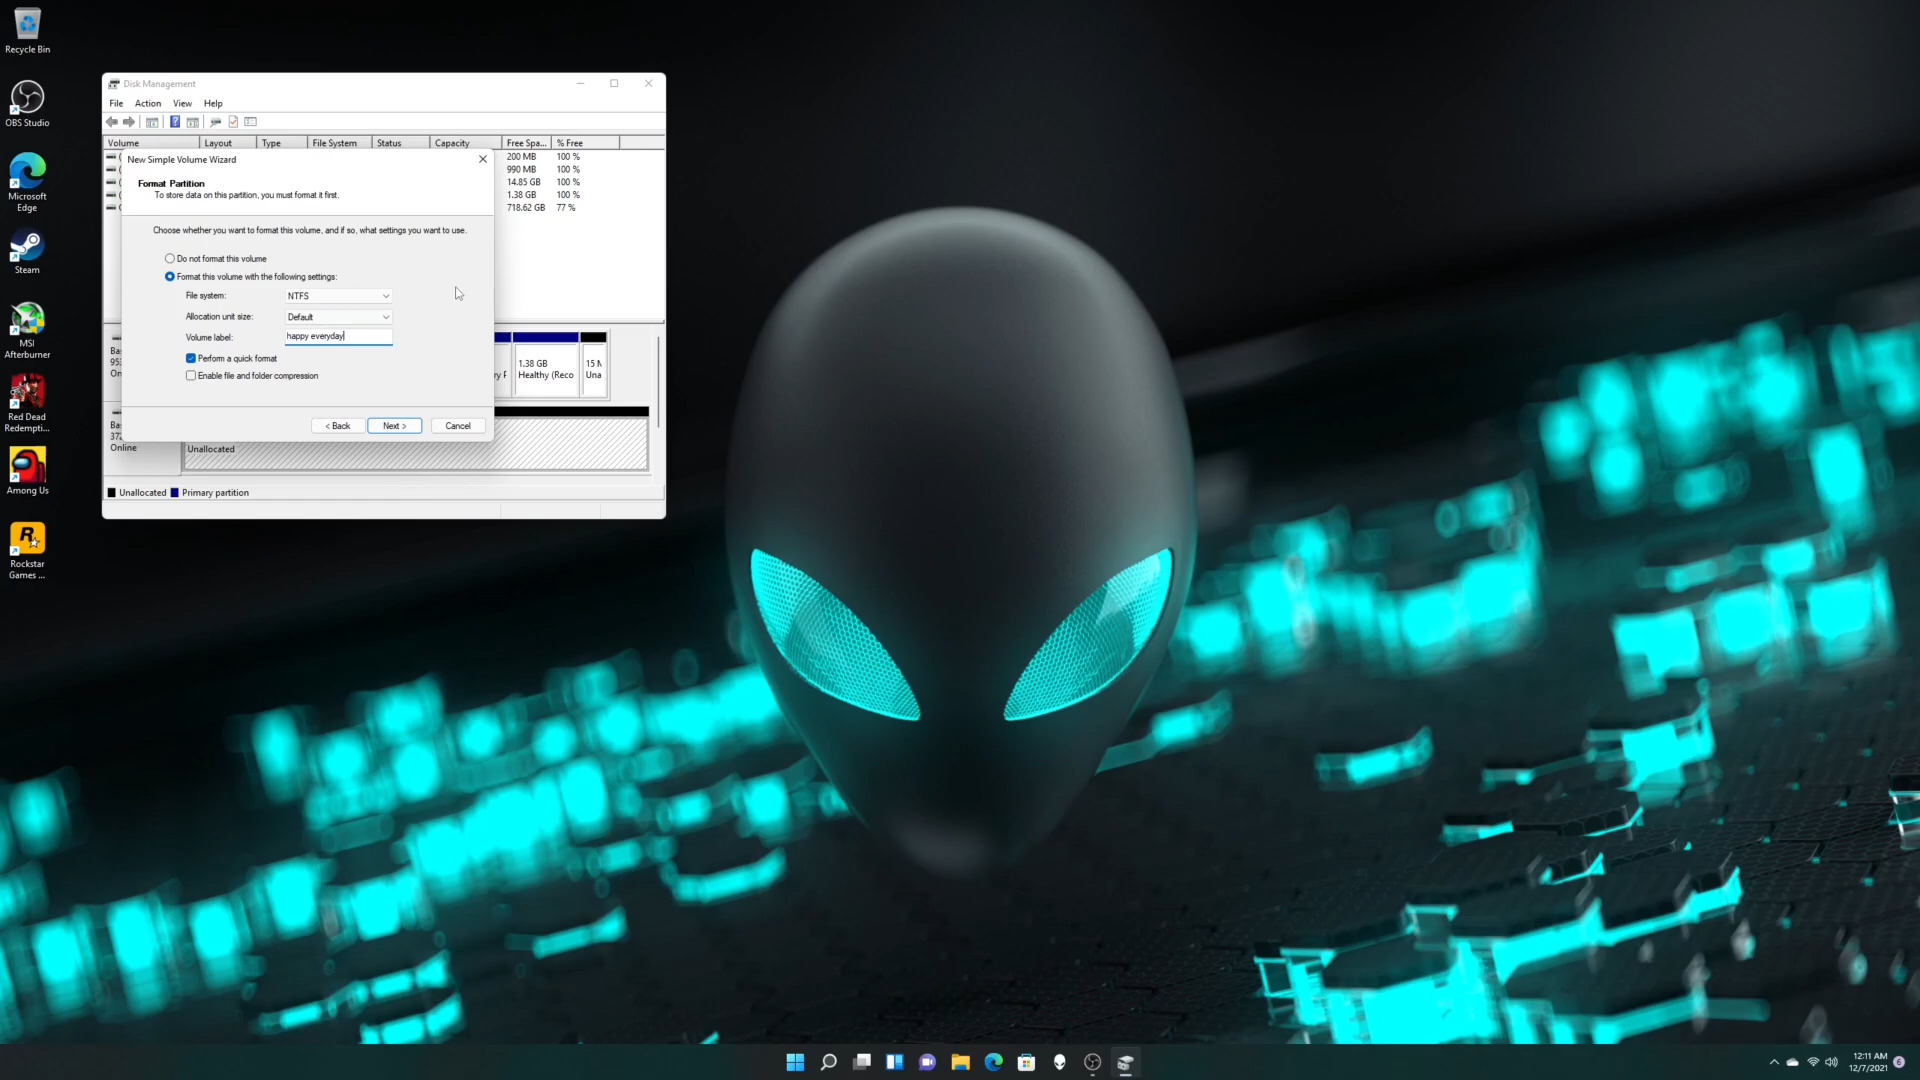 Recycle Bin
OBS Studio
Microsoft
Edge
Steam
MSI
Afterburner
Red Dead
Redempti...
Among Us
Rockstar
Games ...
Disk Management
File Action View Help
Volume Layout Type File System Status Capacity Free Spa... % Free
200 MB 100 %
990 MB 100 %
14.85 GB 100 %
1.38 GB 100 %
718.62 GB 77 %
New Simple Volume Wizard
Format Partition
To store data on this partition, you must format it first.
Choose whether you want to format this volume, and if so, what settings you want to use.
Do not format this volume
Format this volume with the following settings:
File system: NTFS
Allocation unit size: Default
Volume label: happy everyday
Perform a quick format
Enable file and folder compression
< Back Next > Cancel
1.38 GB
Healthy (Reco
15 M
Una
Online
Unallocated
Unallocated Primary partition
12:11 AM
12/7/2021
6